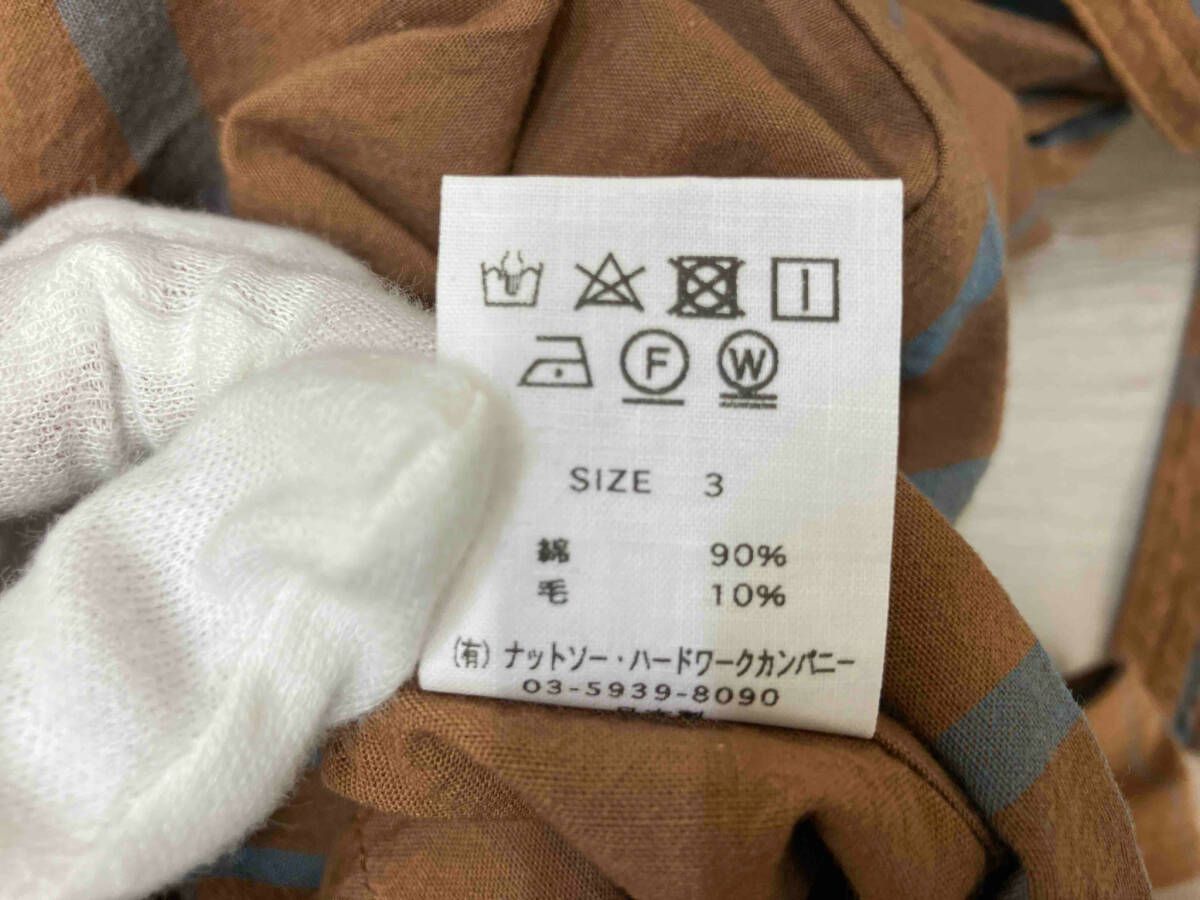 F W
SIZE 3
綿 90%
毛 10%
(有) ナットソー・ハードワークカンパニー
03-5939-8090